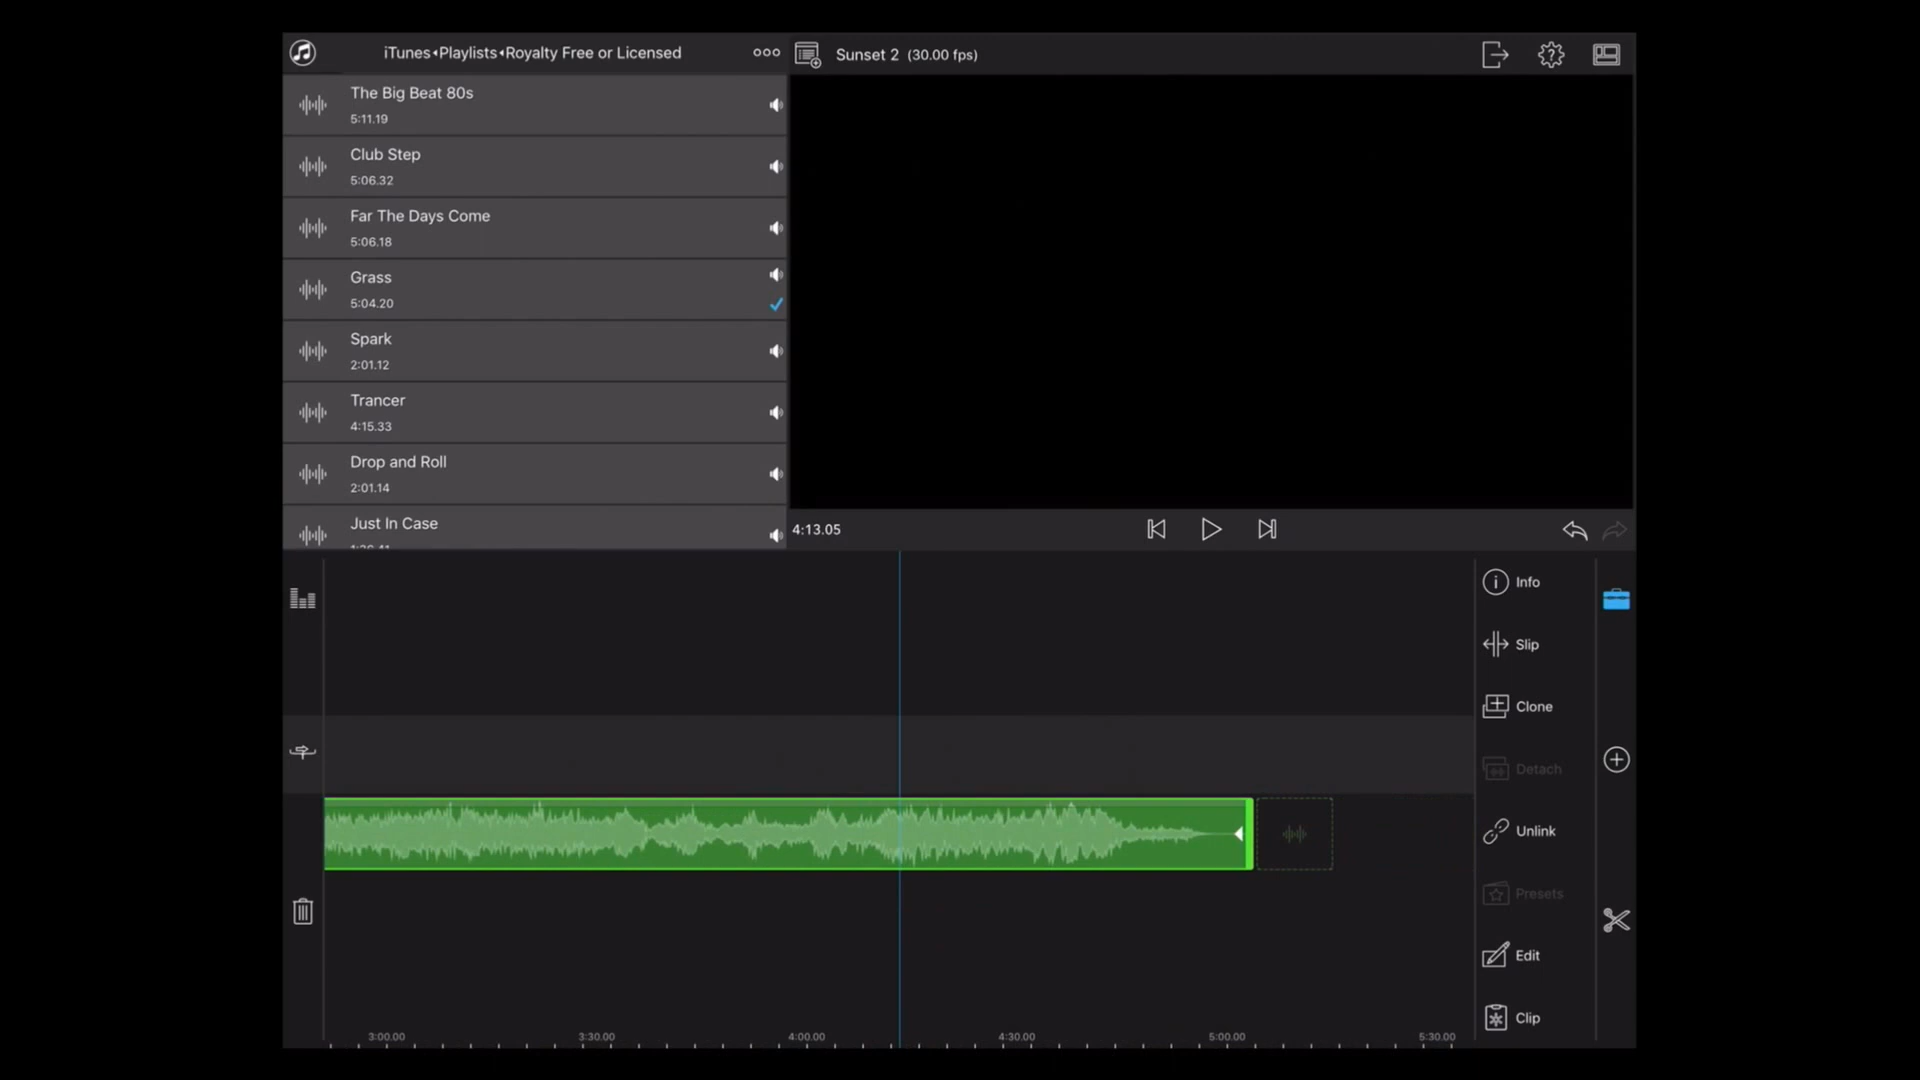 iTunes◂Playlists◂Royalty Free or Licensed
Sunset 2 (30.00 fps)
The Big Beat 80s
5:11.19
Club Step
5:06.32
Far The Days Come
5:06.18
Grass
5:04.20
Spark
2:01.12
Trancer
4:15.33
Drop and Roll
2:01.14
Just In Case
4:13.05
Info
Slip
Clone
Detach
Unlink
Presets
Edit
Clip
3:00.00 3:30.00 4:00.00 4:30.00 5:00.00 5:30.00